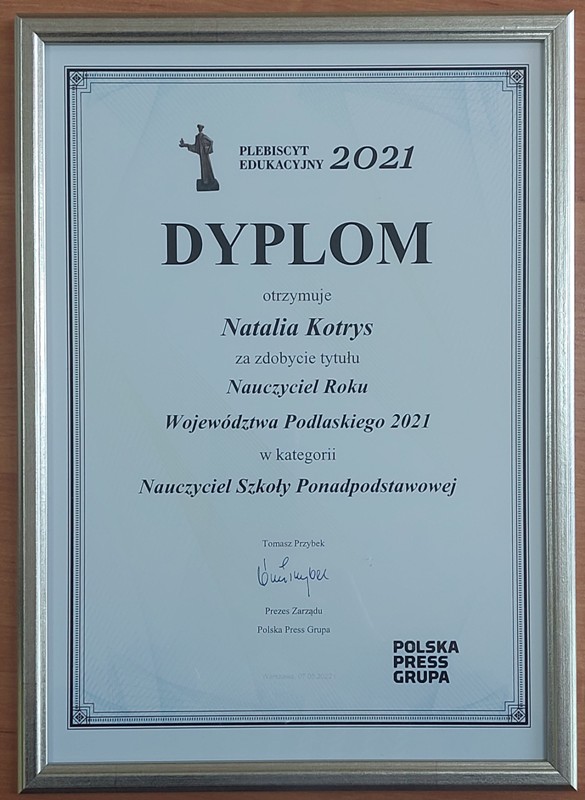 PLEBISCYT
EDUKACYJNY 2021
DYPLOM
otrzymuje
Natalia Kotrys
za zdobycie tytułu
Nauczyciel Roku
Województwa Podlaskiego 2021
w kategorii
Nauczyciel Szkoły Ponadpodstawowej
Tomasz Przybek
Prezes Zarządu
Polska Press Grupa
POLSKA
PRESS
GRUPA